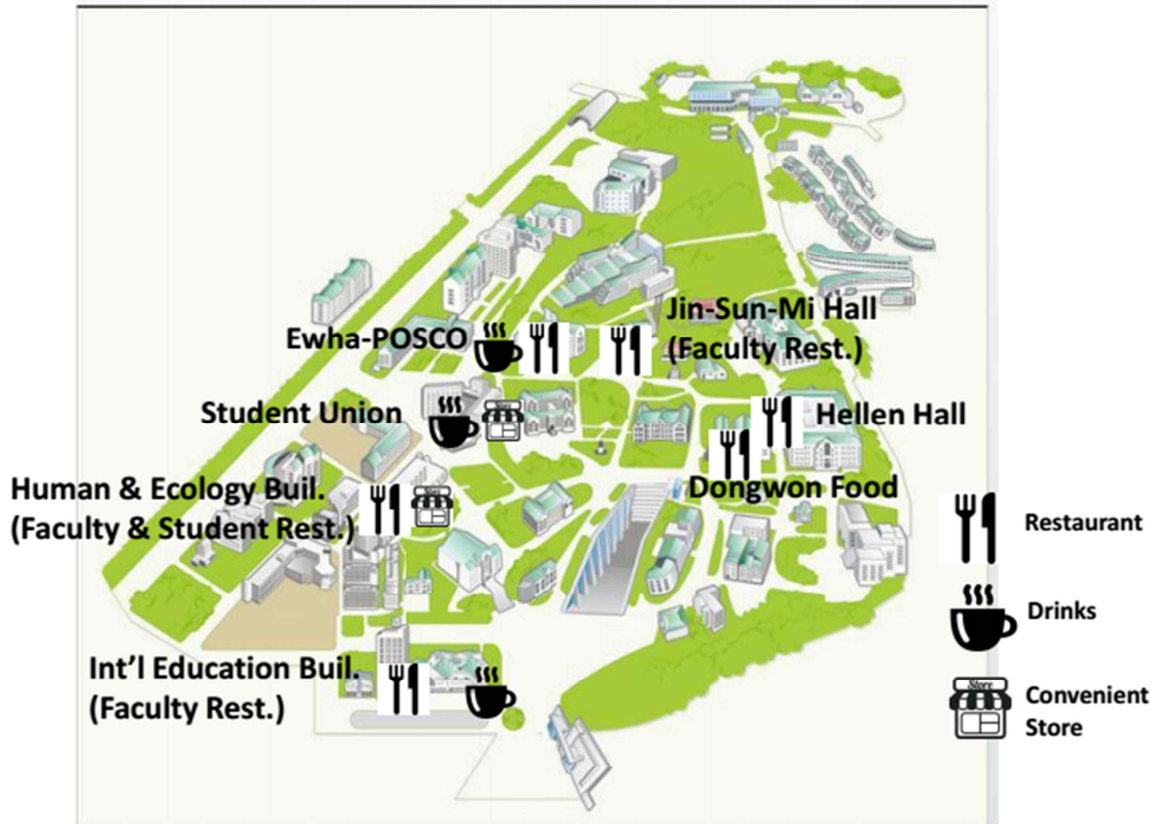 Jin-Sun-Mi Hall
(Faculty Rest.)
Ewha-POSCO
Student Union
Hellen Hall
Human & Ecology Buil.
(Faculty & Student Rest.)
Dongwon Food
Restaurant
Drinks
Int'l Education Buil.
(Faculty Rest.)
Store
Convenient
Store